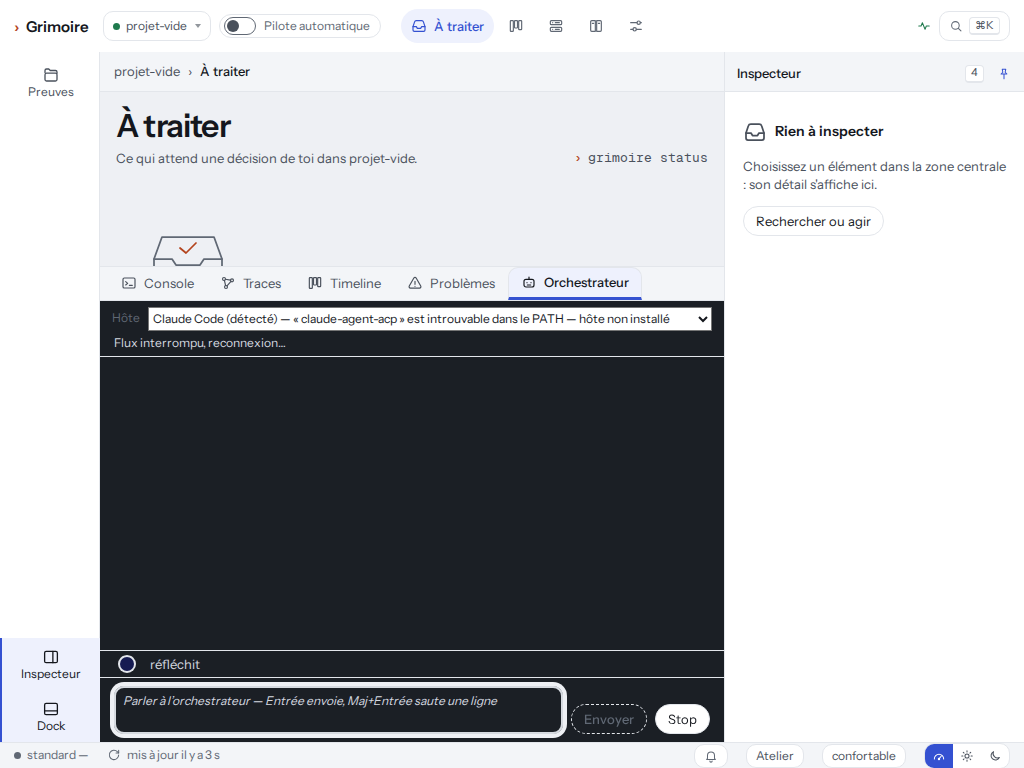 › Grimoire
projet-vide
Pilote automatique
À traiter
⌘K
Preuves
projet-vide › À traiter
Inspecteur
4
À traiter
Ce qui attend une décision de toi dans projet-vide.
› grimoire status
Rien à inspecter
Choisissez un élément dans la zone centrale
: son détail s'affiche ici.
Rechercher ou agir
Console
Traces
Timeline
Problèmes
Orchestrateur
Hôte
Claude Code (détecté) — « claude-agent-acp » est introuvable dans le PATH — hôte non installé
Flux interrompu, reconnexion…
réfléchit
Parler à l'orchestrateur — Entrée envoie, Maj+Entrée saute une ligne
Envoyer
Stop
Inspecteur
Dock
standard —
mis à jour il y a 3 s
Atelier
confortable